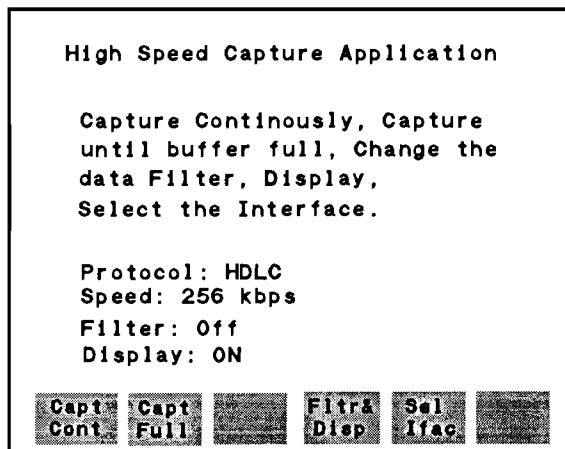 High Speed Capture Application
Capture Continously, Capture
until buffer full, Change the
data Filter, Display,
Select the Interface.
Protocol: HDLC
Speed: 256 kbps
Filter: Off
Display: ON
Capt Capt Fltr& Sel
Cont Full Disp Ifac